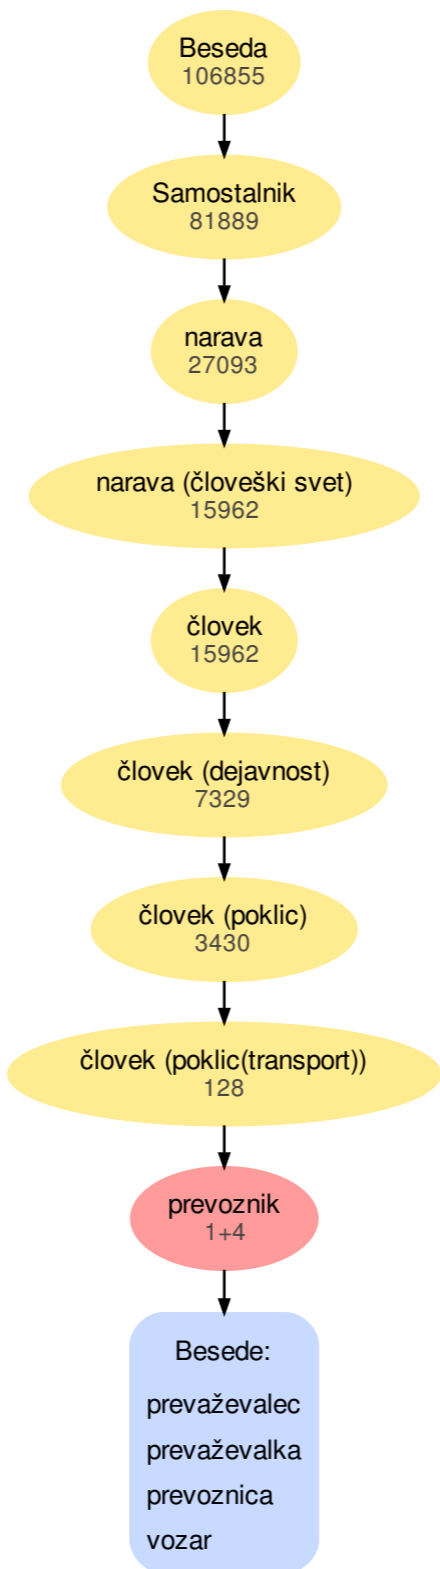 Beseda
106855
Samostalnik
81889
narava
27093
narava (človeški svet)
15962
človek
15962
človek (dejavnost)
7329
človek (poklic)
3430
človek (poklic(transport))
128
prevoznik
1+4
Besede:
prevaževalec
prevaževalka
prevoznica
vozar